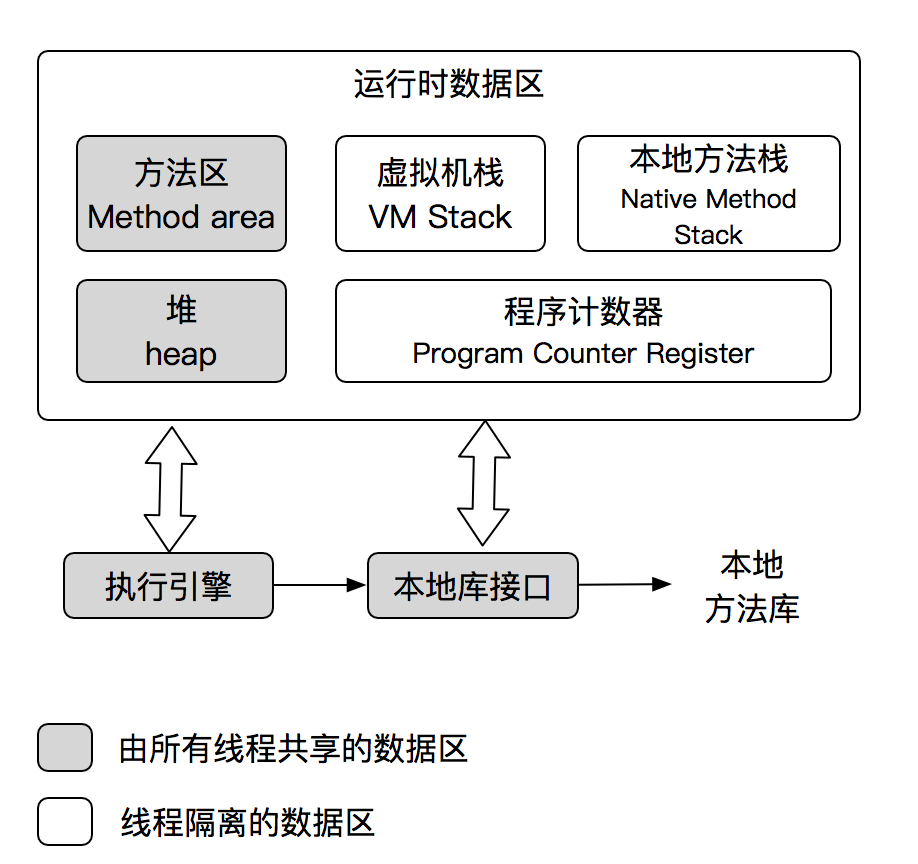 运行时数据区
方法区
Method area
虚拟机栈
VM Stack
本地方法栈
Native Method
Stack
堆
heap
程序计数器
Program Counter Register
执行引擎
本地库接口
本地
方法库
由所有线程共享的数据区
线程隔离的数据区